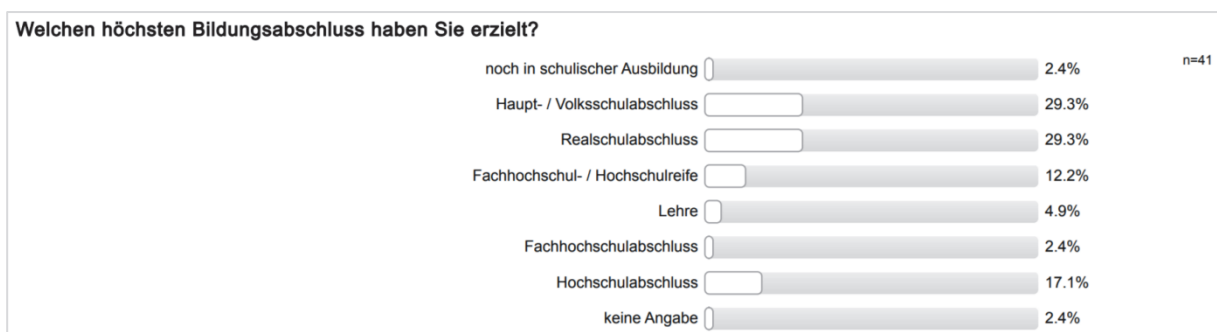 Welchen höchsten Bildungsabschluss haben Sie erzielt?
n=41
noch in schulischer Ausbildung 2.4%
Haupt- / Volksschulabschluss 29.3%
Realschulabschluss 29.3%
Fachhochschul- / Hochschulreife 12.2%
Lehre 4.9%
Fachhochschulabschluss 2.4%
Hochschulabschluss 17.1%
keine Angabe 2.4%